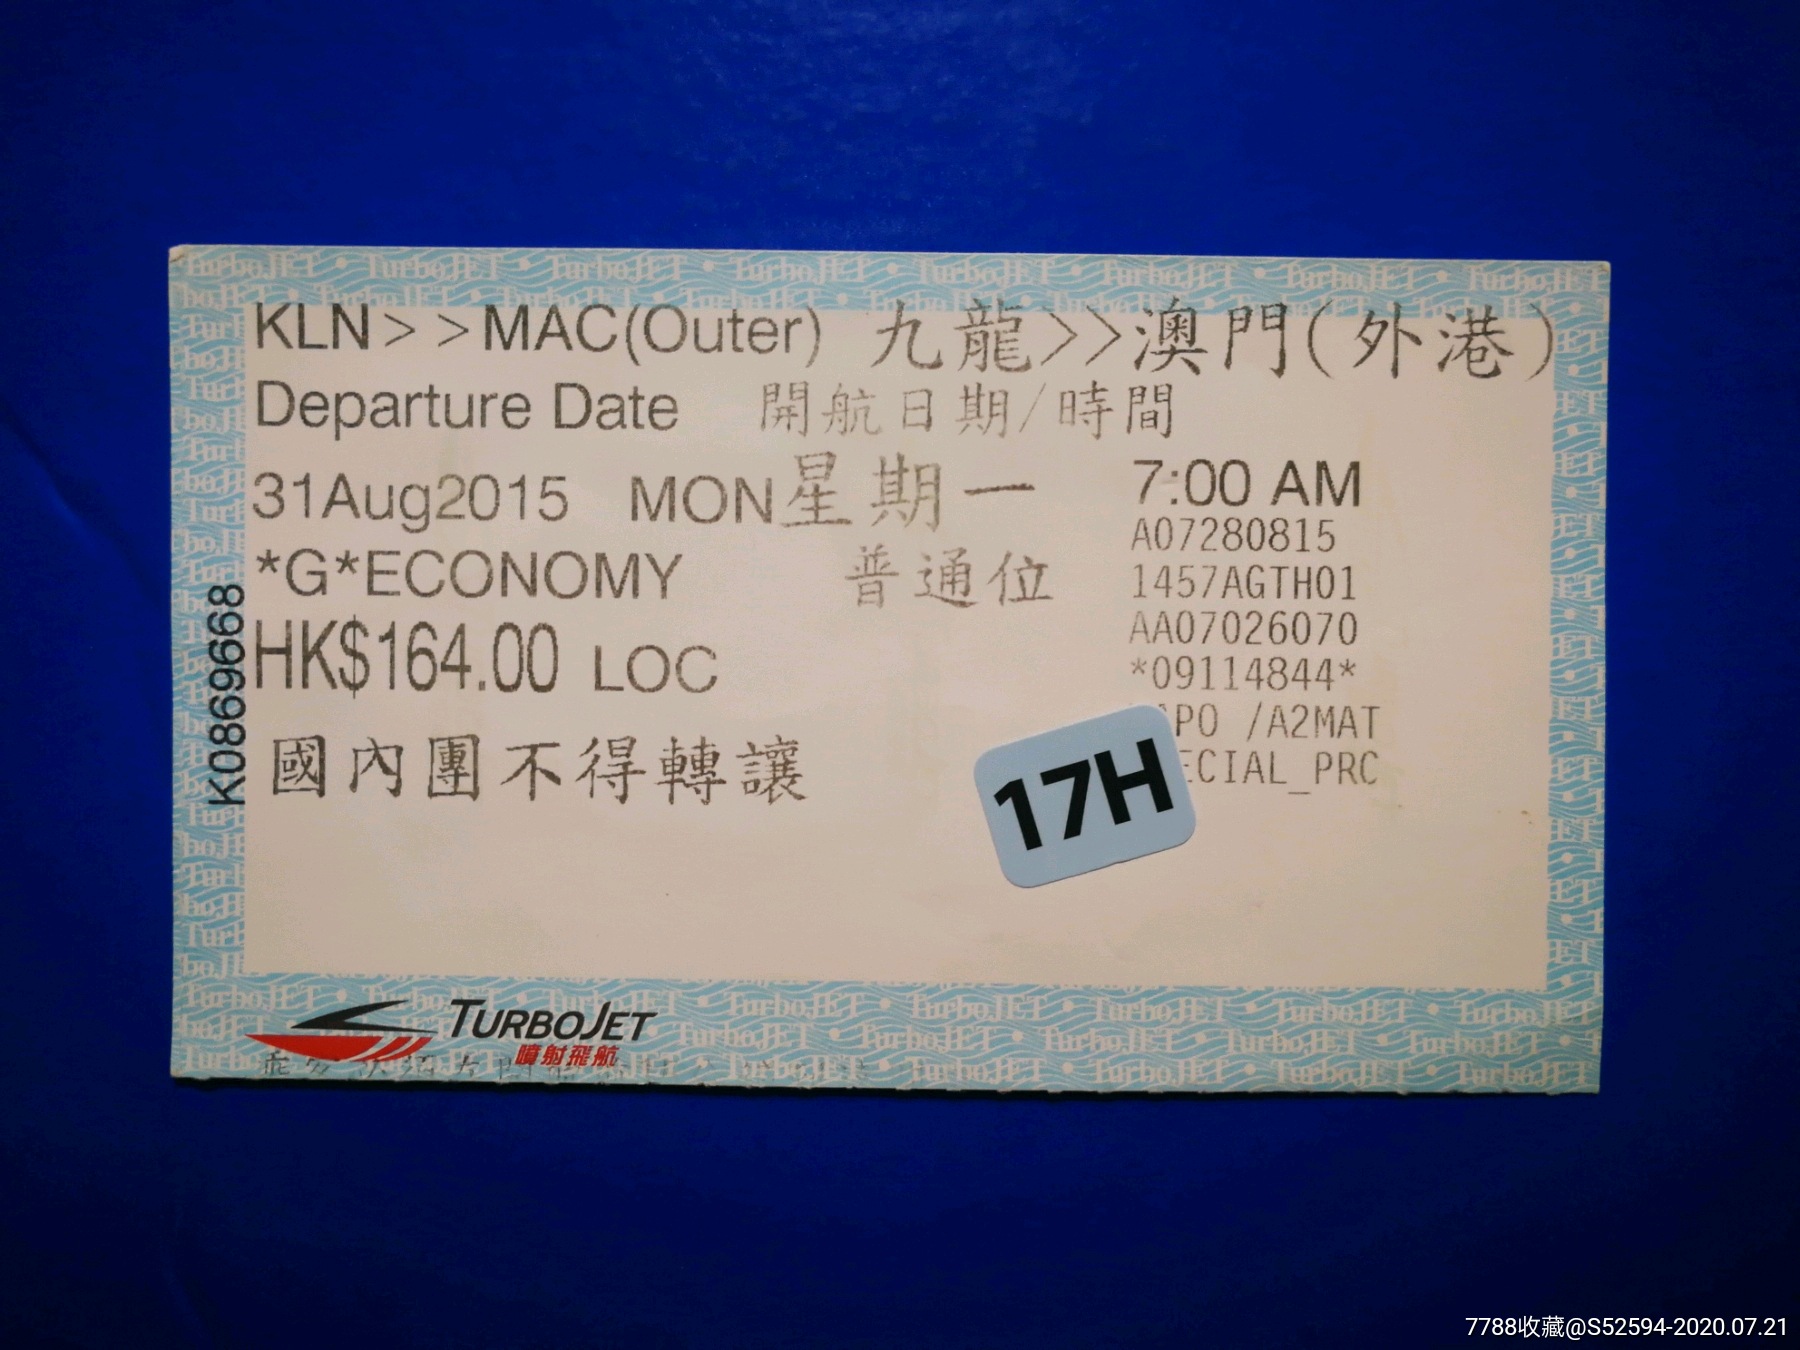 KLN>>MAC(Outer) 九龍>>澳門(外港)
Departure Date 開航日期/時間
31Aug2015 MON星期一 7:00 AM
A07280815
*G*ECONOMY 普通位 1457AGTH01
HK$164.00 LOC AA07026070
*09114844*
PO /A2MAT
ECIAL_PRC
國內團不得轉讓
17H
K0869668
TURBOJET
噴射飛航
7788收藏@S52594-2020.07.21